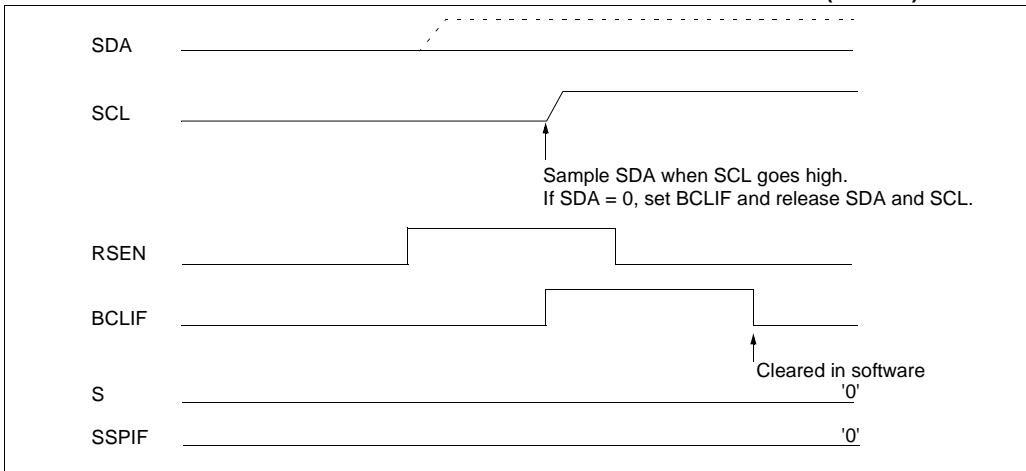 SDA
SCL
Sample SDA when SCL goes high.
If SDA = 0, set BCLIF and release SDA and SCL.
RSEN
BCLIF
Cleared in software
S
'0'
SSPIF
'0'